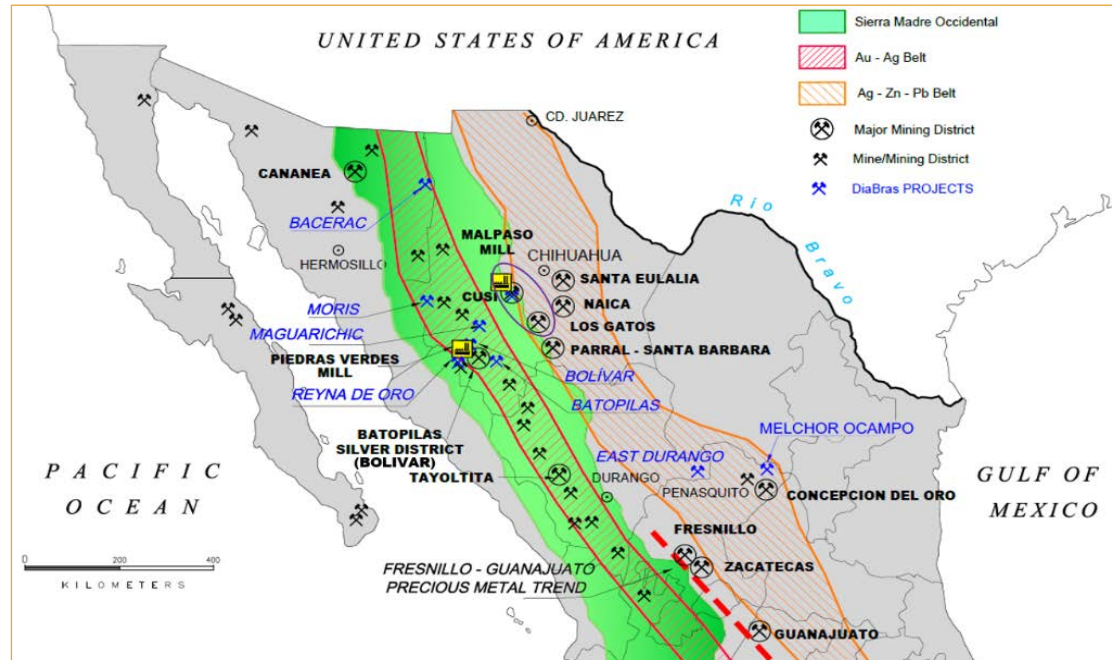 UNITED STATES OF AMERICA
Sierra Madre Occidental
Au - Ag Belt
Ag - Zn - Pb Belt
Major Mining District
Mine/Mining District
DiaBras PROJECTS
CD. JUAREZ
CANANEA
BACERAC
HERMOSILLO
MALPASO
MILL
CHIHUAHUA
SANTA EULALIA
CUSI
NAICA
LOS GATOS
MORIS
MAGUARICHIC
PIEDRAS VERDES
MILL
PARRAL - SANTA BARBARA
REYNA DE ORO
BOLÍVAR
BATOPILAS
Río
Bravo
BATOPILAS
SILVER DISTRICT
(BOLIVAR)
TAYOLTITA
DURANGO
EAST DURANGO
MELCHOR OCAMPO
PENASQUITO
CONCEPCION DEL ORO
PACIFIC
OCEAN
GULF OF
MEXICO
FRESNILLO
ZACATECAS
FRESNILLO - GUANAJUATO
PRECIOUS METAL TREND
GUANAJUATO
0 200 400
KILOMETERS